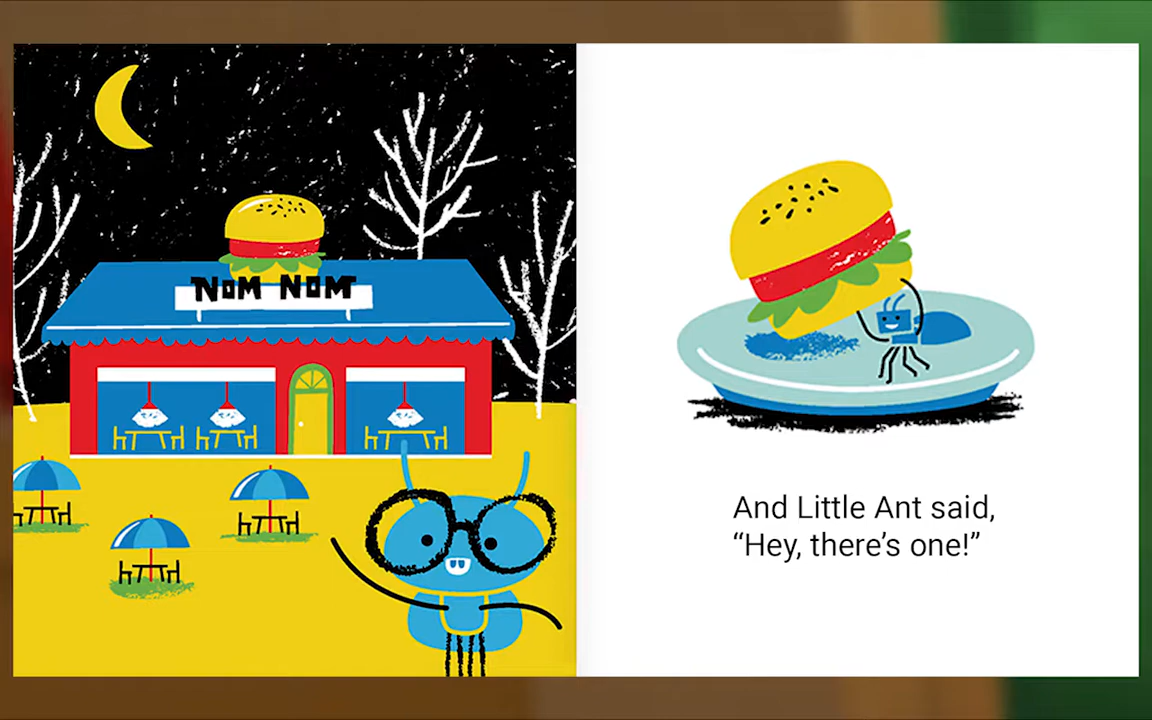 NOM NOM
And Little Ant said,
“Hey, there’s one!”